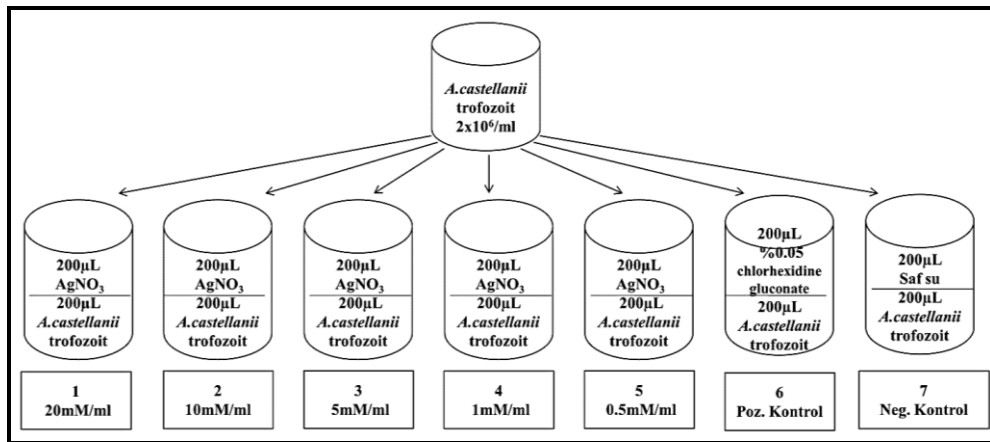 A.castellanii
trofozoit
2x10⁶/ml
200µL
AgNO₃
200µL
A.castellanii
trofozoit
200µL
AgNO₃
200µL
A.castellanii
trofozoit
200µL
AgNO₃
200µL
A.castellanii
trofozoit
200µL
AgNO₃
200µL
A.castellanii
trofozoit
200µL
AgNO₃
200µL
A.castellanii
trofozoit
200µL
%0.05
chlorhexidine
gluconate
200µL
A.castellanii
trofozoit
200µL
Saf su
200µL
A.castellanii
trofozoit
1
20mM/ml
2
10mM/ml
3
5mM/ml
4
1mM/ml
5
0.5mM/ml
6
Poz. Kontrol
7
Neg. Kontrol